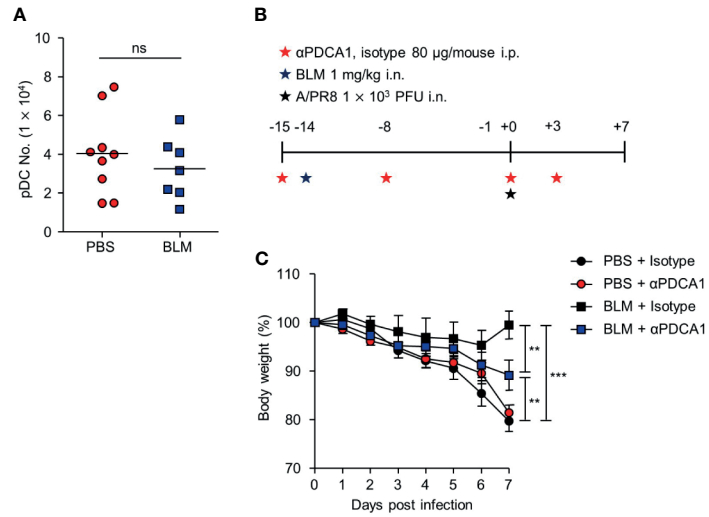 A
10
8
6
4
2
0
pDC No. (1 × 10⁴)
ns
PBS
BLM
B
αPDCA1, isotype 80 μg/mouse i.p.
BLM 1 mg/kg i.n.
A/PR8 1 × 10³ PFU i.n.
-15 -14 -8 -1 +0 +3 +7
C
110
100
90
80
70
Body weight (%)
0 1 2 3 4 5 6 7
Days post infection
**
**
***
PBS + Isotype
PBS + αPDCA1
BLM + Isotype
BLM + αPDCA1